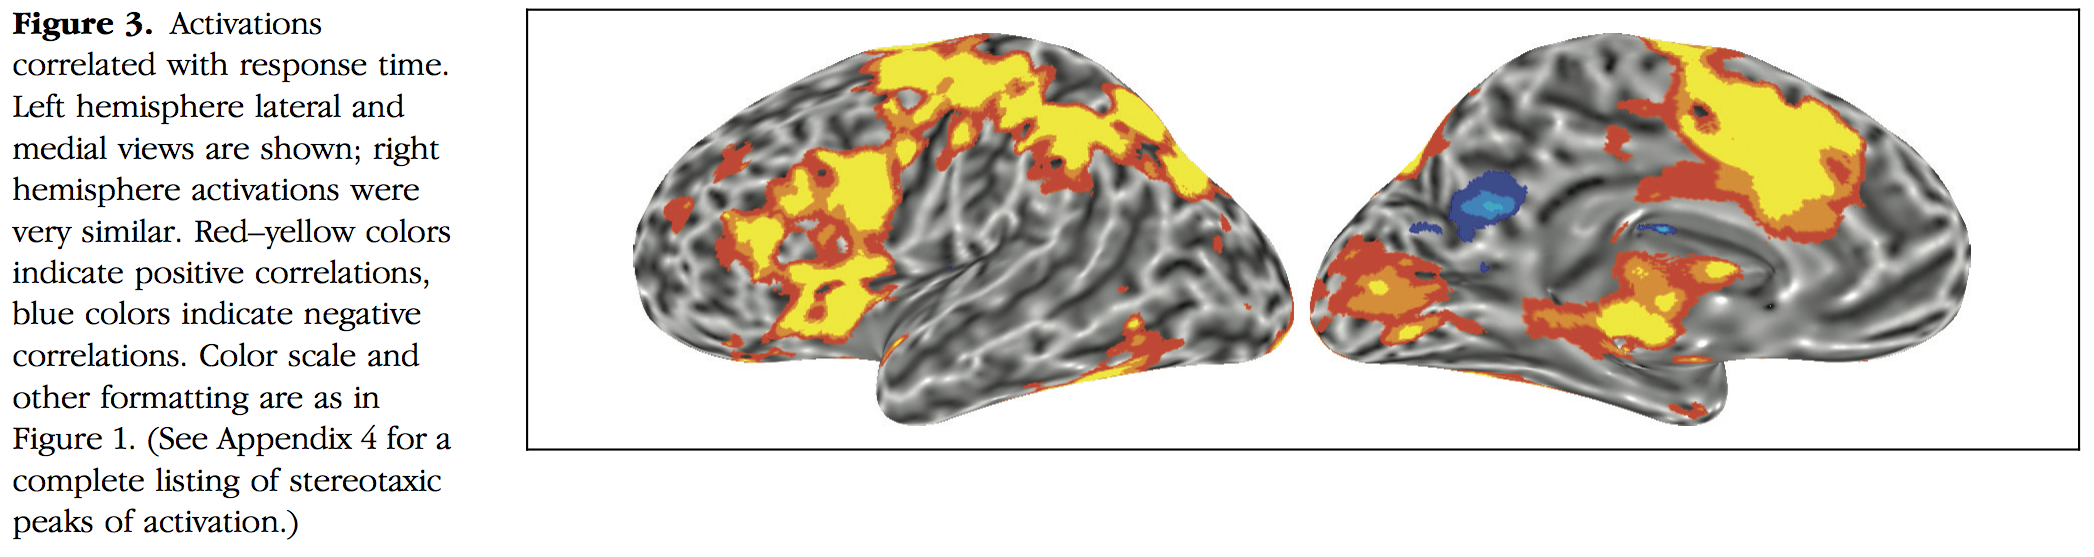 Figure 3. Activations
correlated with response time.
Left hemisphere lateral and
medial views are shown; right
hemisphere activations were
very similar. Red–yellow colors
indicate positive correlations,
blue colors indicate negative
correlations. Color scale and
other formatting are as in
Figure 1. (See Appendix 4 for a
complete listing of stereotaxic
peaks of activation.)